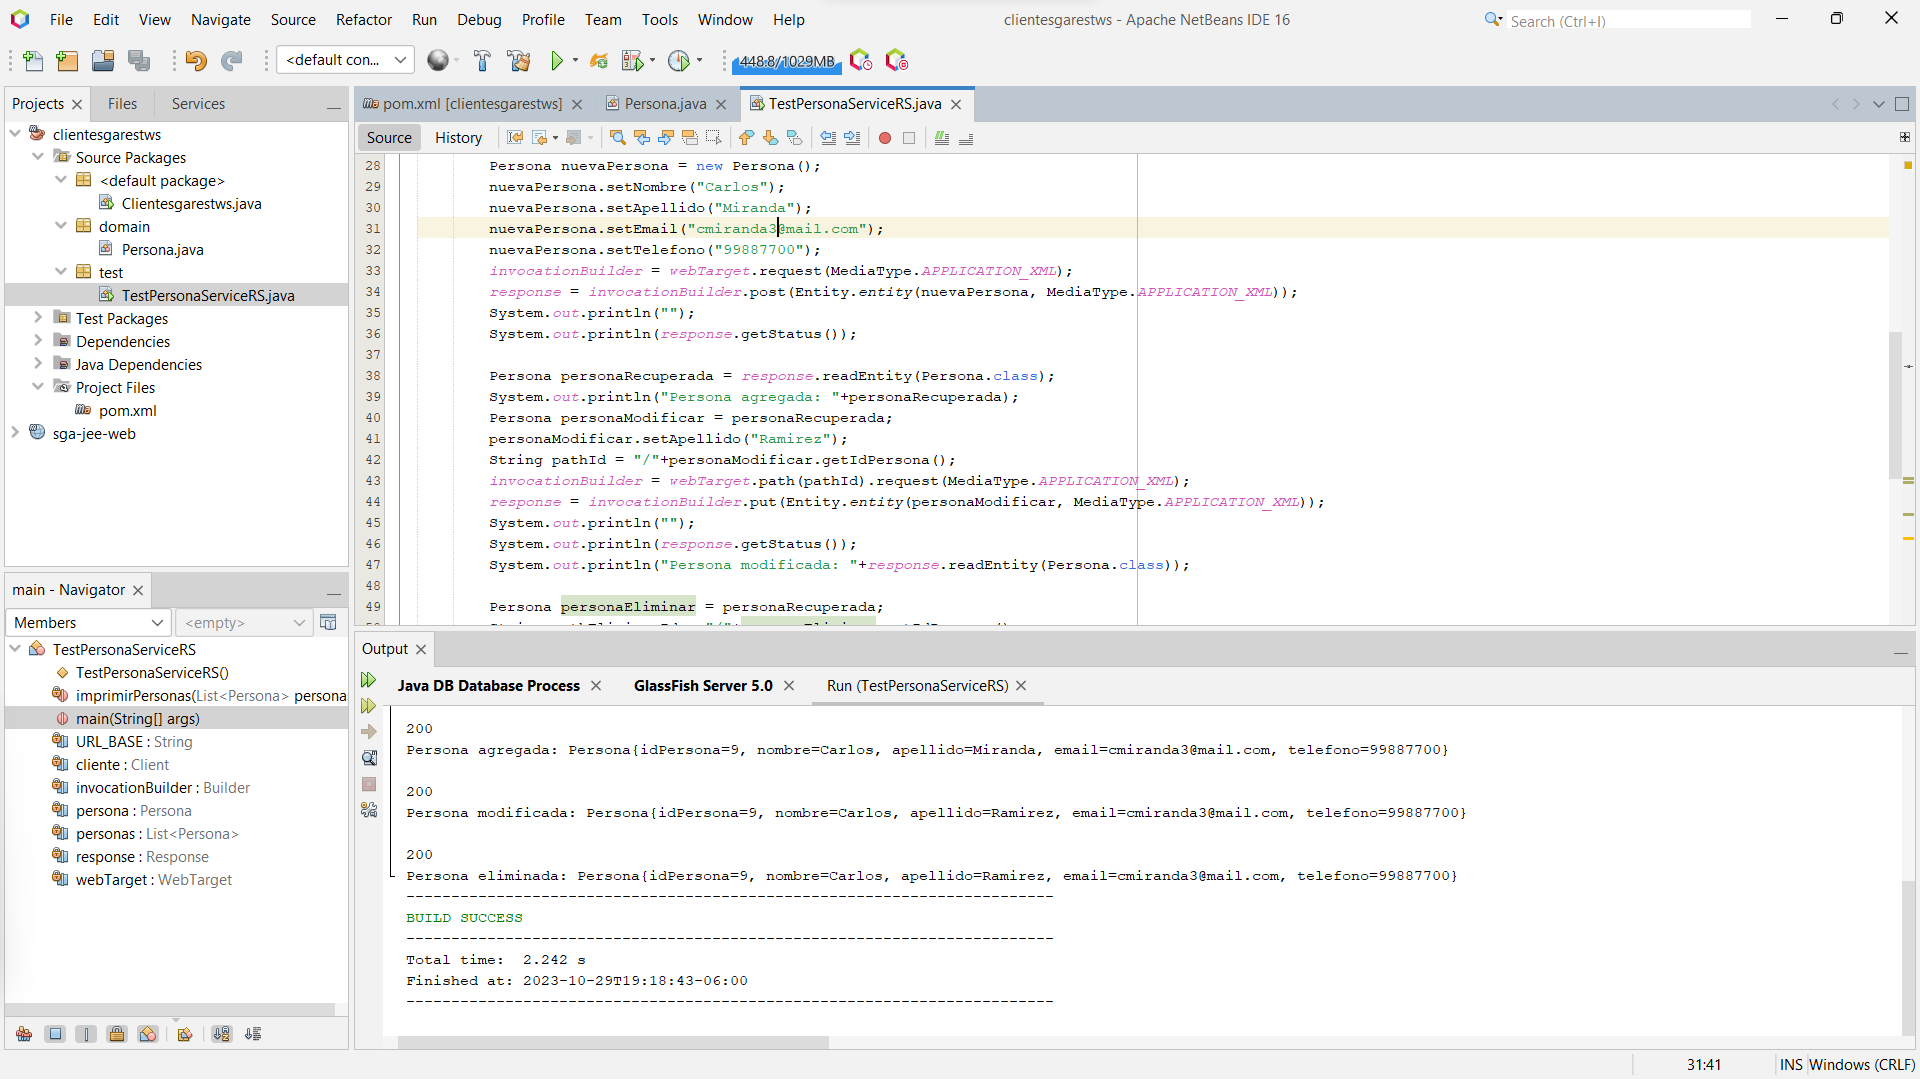 File Edit View Navigate Source Refactor Run Debug Profile Team Tools Window Help
clientesgarestws - Apache NetBeans IDE 16
Search (Ctrl+I)
<default con...
448.8/1029MB
Projects Files Services
clientesgarestws
Source Packages
<default package>
Clientesgarestws.java
domain
Persona.java
test
TestPersonaServiceRS.java
Test Packages
Dependencies
Java Dependencies
Project Files
pom.xml
sga-jee-web
main - Navigator
Members <empty>
TestPersonaServiceRS
TestPersonaServiceRS()
imprimirPersonas(List<Persona> persona
main(String[] args)
URL_BASE : String
cliente : Client
invocationBuilder : Builder
persona : Persona
personas : List<Persona>
response : Response
webTarget : WebTarget
pom.xml [clientesgarestws] Persona.java TestPersonaServiceRS.java
Source History
28 Persona nuevaPersona = new Persona();
29 nuevaPersona.setNombre("Carlos");
30 nuevaPersona.setApellido("Miranda");
31 nuevaPersona.setEmail("cmiranda3@mail.com");
32 nuevaPersona.setTelefono("99887700");
33 invocationBuilder = webTarget.request(MediaType.APPLICATION_XML);
34 response = invocationBuilder.post(Entity.entity(nuevaPersona, MediaType.APPLICATION_XML));
35 System.out.println("");
36 System.out.println(response.getStatus());
37
38 Persona personaRecuperada = response.readEntity(Persona.class);
39 System.out.println("Persona agregada: "+personaRecuperada);
40 Persona personaModificar = personaRecuperada;
41 personaModificar.setApellido("Ramirez");
42 String pathId = "/"+personaModificar.getIdPersona();
43 invocationBuilder = webTarget.path(pathId).request(MediaType.APPLICATION_XML);
44 response = invocationBuilder.put(Entity.entity(personaModificar, MediaType.APPLICATION_XML));
45 System.out.println("");
46 System.out.println(response.getStatus());
47 System.out.println("Persona modificada: "+response.readEntity(Persona.class));
48
49 Persona personaEliminar = personaRecuperada;
Output
Java DB Database Process GlassFish Server 5.0 Run (TestPersonaServiceRS)
200
Persona agregada: Persona{idPersona=9, nombre=Carlos, apellido=Miranda, email=cmiranda3@mail.com, telefono=99887700}
200
Persona modificada: Persona{idPersona=9, nombre=Carlos, apellido=Ramirez, email=cmiranda3@mail.com, telefono=99887700}
200
Persona eliminada: Persona{idPersona=9, nombre=Carlos, apellido=Ramirez, email=cmiranda3@mail.com, telefono=99887700}
------------------------------------------------------------------------
BUILD SUCCESS
------------------------------------------------------------------------
Total time: 2.242 s
Finished at: 2023-10-29T19:18:43-06:00
------------------------------------------------------------------------
31:41 INS Windows (CRLF)